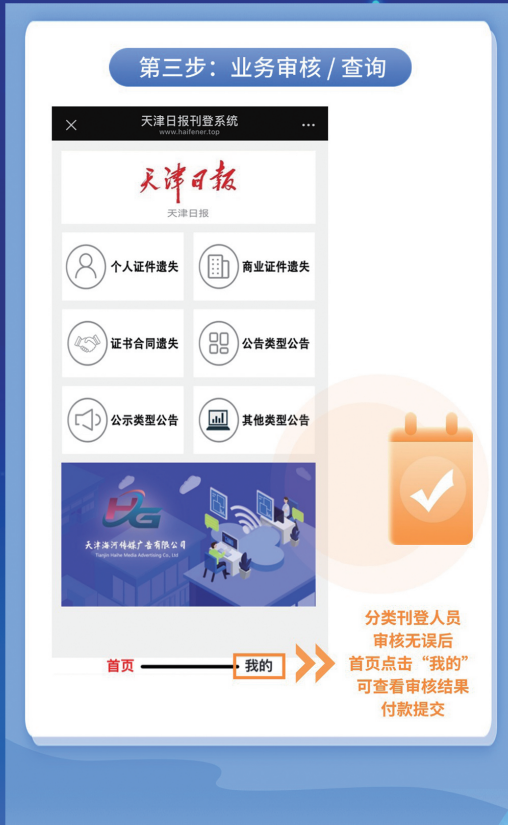 第三步：业务审核 / 查询
天津日报刊登系统
www.haifener.top
天津日报
天津日报
个人证件遗失
商业证件遗失
证书合同遗失
公告类型公告
公示类型公告
其他类型公告
HG
天津海河传媒广告有限公司
Tianjin Haihe Media Advertising Co., Ltd
首页
我的
分类刊登人员
审核无误后
首页点击“我的”
可查看审核结果
付款提交